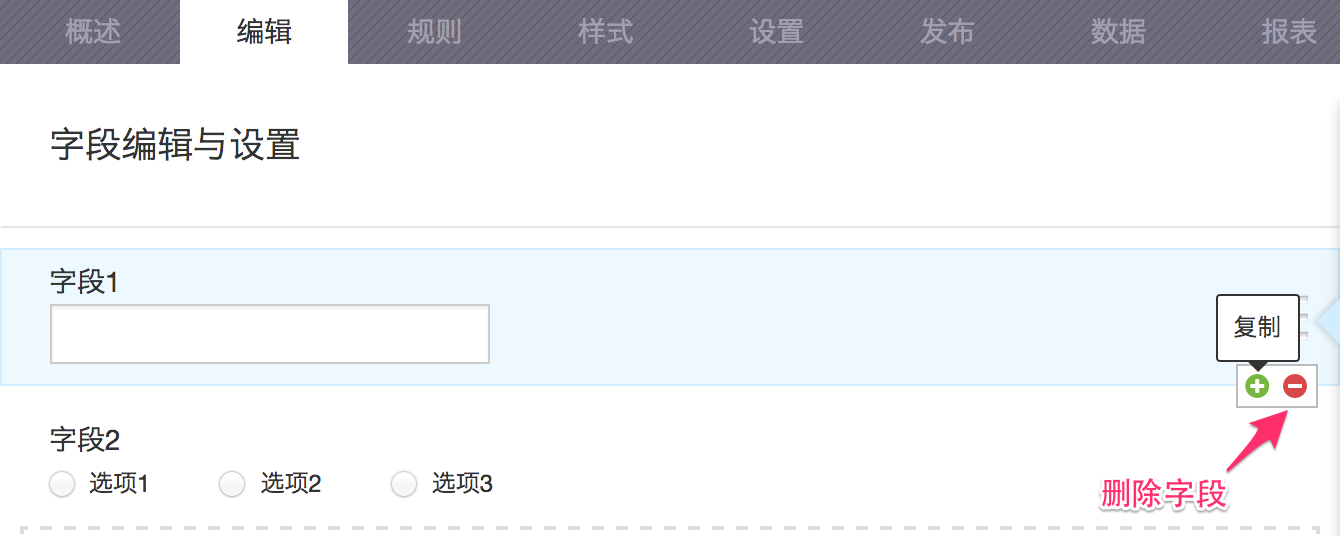 概述 编辑 规则 样式 设置 发布 数据 报表
字段编辑与设置
字段1
复制
字段2
选项1 选项2 选项3
删除字段